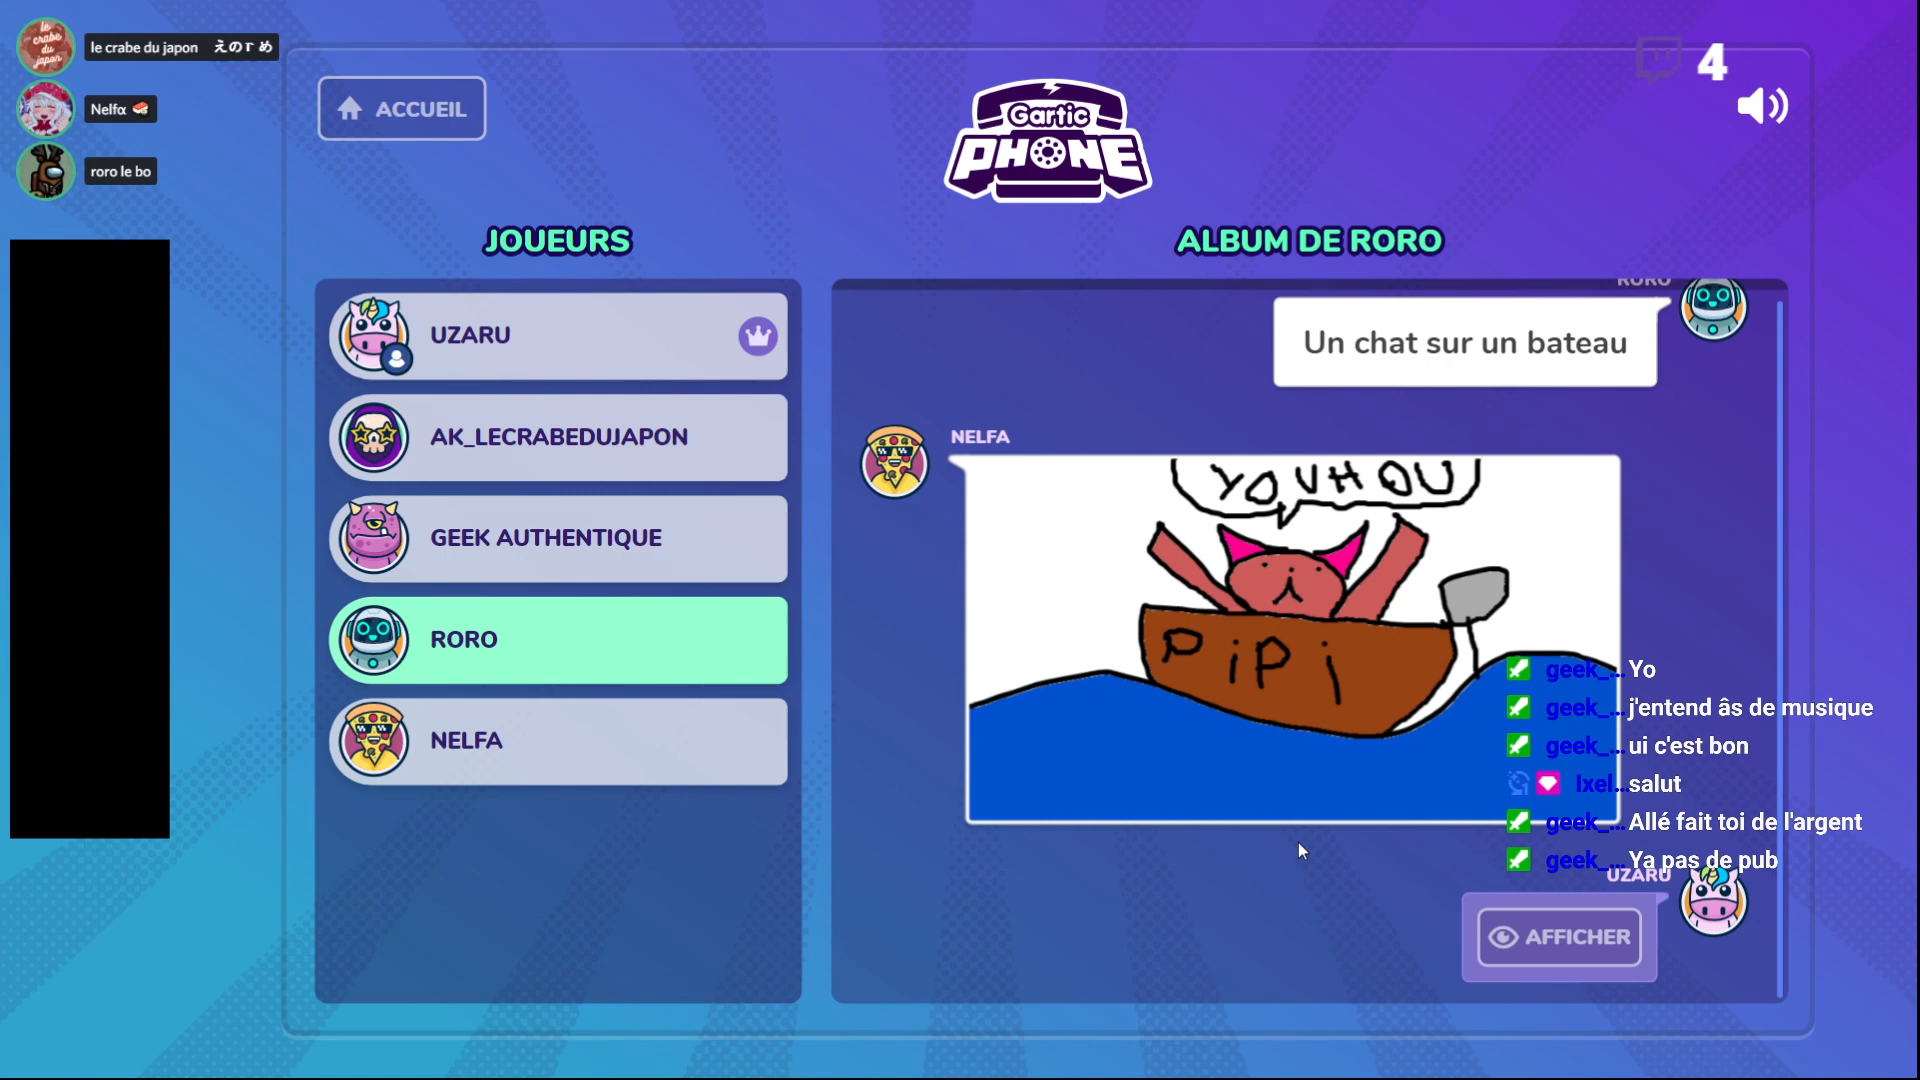 le crabe du japon えのすめ
Nelfα
roro le bo
ACCUEIL
Gartic
PHONE
4
JOUEURS
ALBUM DE RORO
UZARU
AK_LECRABEDUJAPON
GEEK AUTHENTIQUE
RORO
NELFA
RORO
Un chat sur un bateau
NELFA
YOUHOU
PiPi
geek_... Yo
geek_... j'entend âs de musique
geek_... ui c'est bon
Ixel... salut
geek_... Allé fait toi de l'argent
geek_... Ya pas de pub
UZARU
AFFICHER